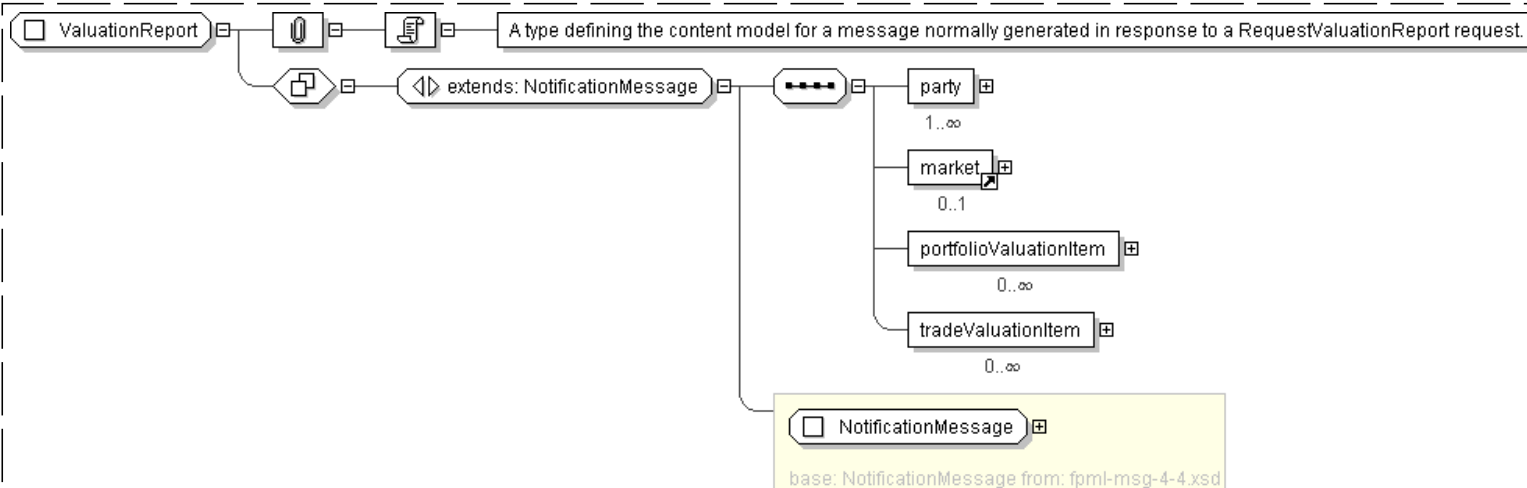 ValuationReport
A type defining the content model for a message normally generated in response to a RequestValuationReport request.
extends: NotificationMessage
party
1..∞
market
0..1
portfolioValuationItem
0..∞
tradeValuationItem
0..∞
NotificationMessage
base: NotificationMessage from: fpml-msg-4-4.xsd